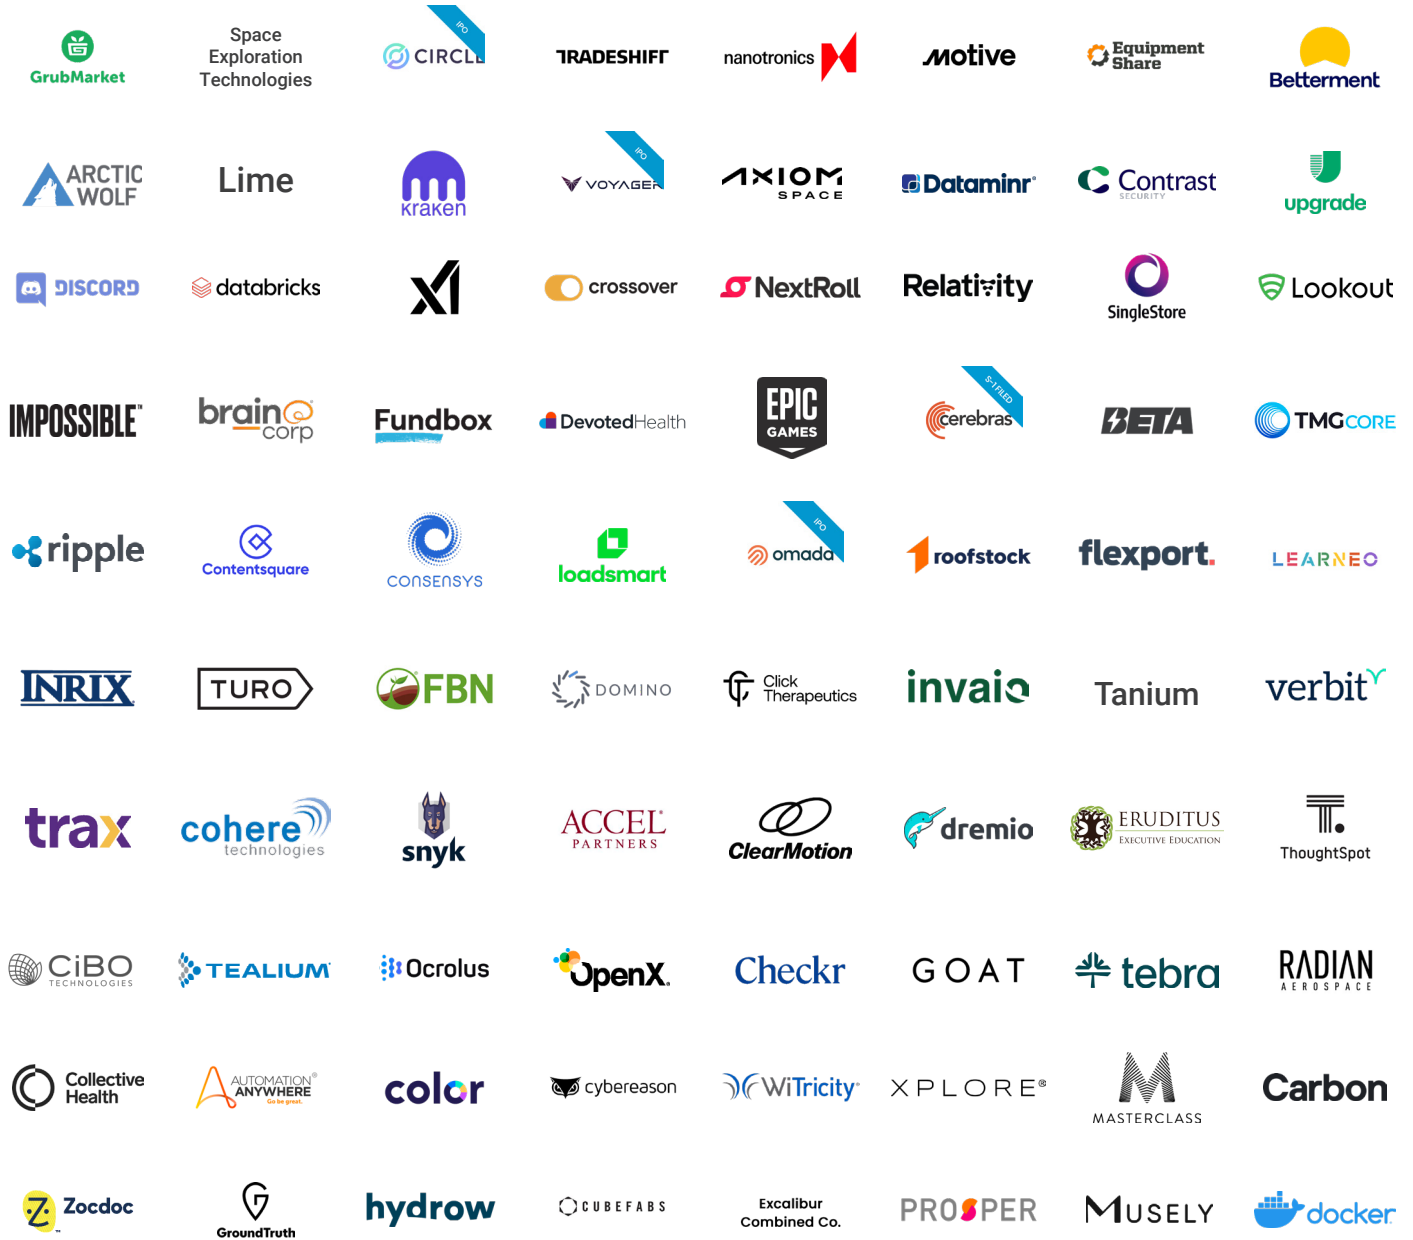 GrubMarket
Space
Exploration
Technologies
IPO
CIRCLE
TRADESHIFT
nanotronics
motive
Equipment
Share
Betterment
ARCTIC
WOLF
Lime
kraken
IPO
VOYAGER
AXIOM
SPACE
Dataminr
Contrast
SECURITY
upgrade
DISCORD
databricks
xAI
crossover
NextRoll
Relativity
SingleStore
Lookout
IMPOSSIBLE™
brain
corp
Fundbox
DevotedHealth
EPIC
GAMES
S-1 FILED
cerebras
BETA
TMGCORE
ripple
Contentsquare
CONSENSYS
loadsmart
IPO
omada
roofstock
flexport.
LEARNEO
INRIX
TURO
FBN
DOMINO
Click
Therapeutics
invaio
Tanium
verbit
trax
cohere
technologies
snyk
ACCEL®
PARTNERS
ClearMotion
dremio
ERUDITUS
EXECUTIVE EDUCATION
T.
ThoughtSpot
CiBO
TECHNOLOGIES
TEALIUM
Ocrolus
OpenX
Checkr
GOAT
tebra
RADIAN
AEROSPACE
Collective
Health
AUTOMATION®
ANYWHERE
Go be great.
color
cybereason
WiTricity
XPLORE®
M
MASTERCLASS
Carbon
Z
Zocdoc
GroundTruth
hydrow
CUBEFABS
Excalibur
Combined Co.
PROSPER
MUSELY
docker